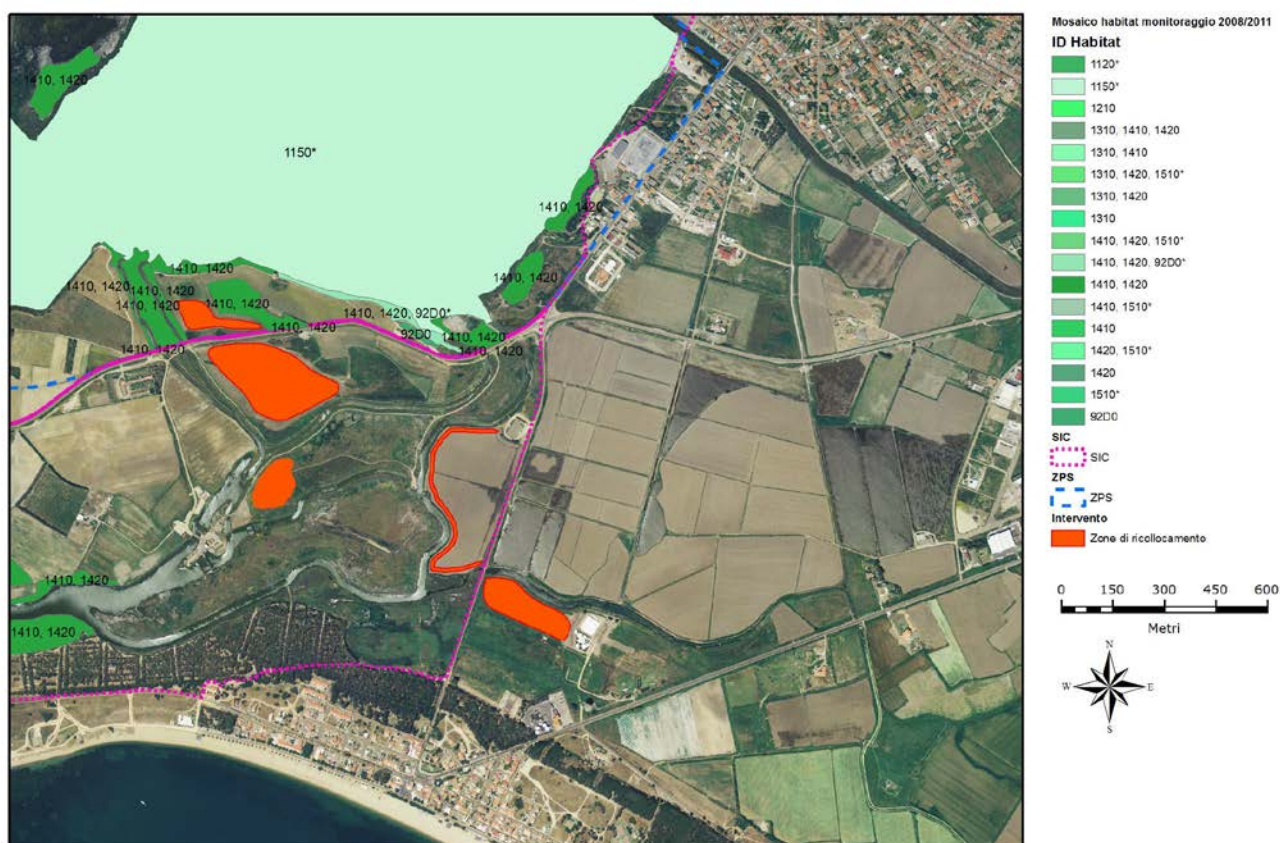 1410, 1420
1150*
1410, 1420
1410, 1420
1410, 1420
1410, 1420
1410, 1420
1410, 1420
1410, 1420
1410, 1420, 92D0*
1410, 1420
92D0
1410, 1420
1410, 1420
1410, 1420
1410, 1420
1410, 1420
Mosaico habitat monitoraggio 2008/2011
ID Habitat
1120*
1150*
1210
1310, 1410, 1420
1310, 1410
1310, 1420, 1510*
1310, 1420
1310
1410, 1420, 1510*
1410, 1420, 92D0*
1410, 1420
1410, 1510*
1410
1420, 1510*
1420
1510*
92D0
SIC
SIC
ZPS
ZPS
Intervento
Zone di ricollocamento
0 150 300 450 600
Metri
N
W E
S